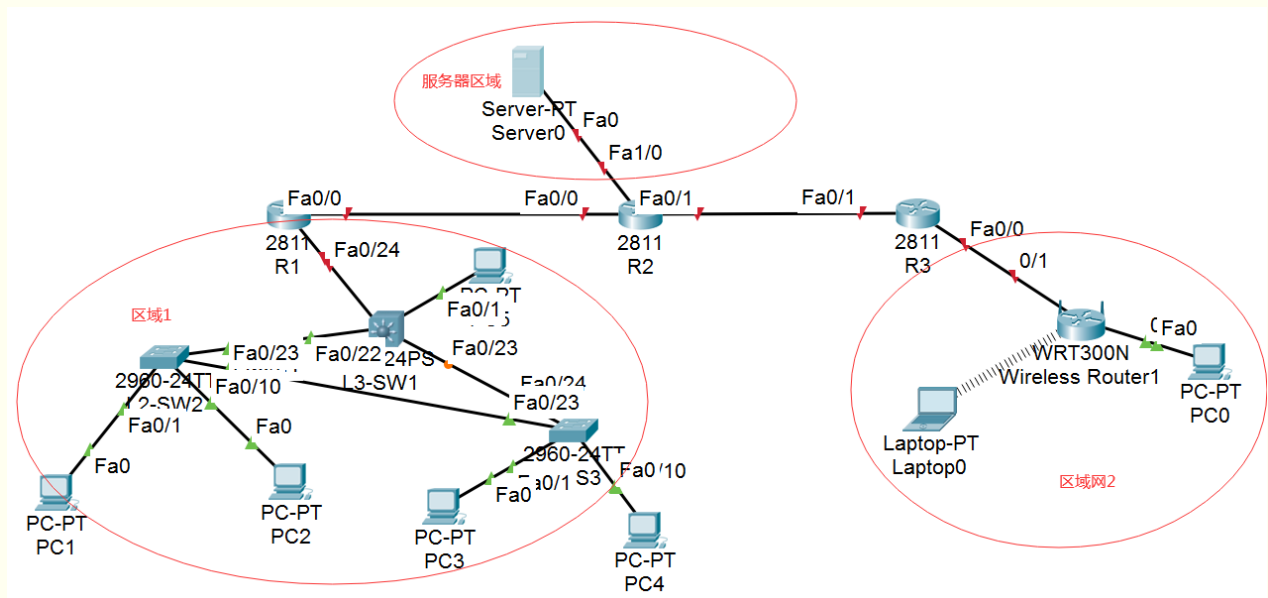 服务器区域
Server-PT
Server0
Fa0
Fa1/0
Fa0/0
Fa0/0
Fa0/1
Fa0/1
2811
R1
2811
R2
2811
R3
Fa0/24
Fa0/0
0/1
区域1
Fa0/1
Fa0/23
Fa0/22
24PS
Fa0/23
L3-SW1
2960-24TT
L2-SW2
Fa0/10
Fa0/24
Fa0/23
Fa0/1
Fa0
Fa0
2960-24TT
S3
Fa0/10
Fa0/1
Fa0
PC-PT
PC1
PC-PT
PC2
PC-PT
PC3
PC-PT
PC4
Fa0
WRT300N
Wireless Router1
PC-PT
PC0
Laptop-PT
Laptop0
区域网2